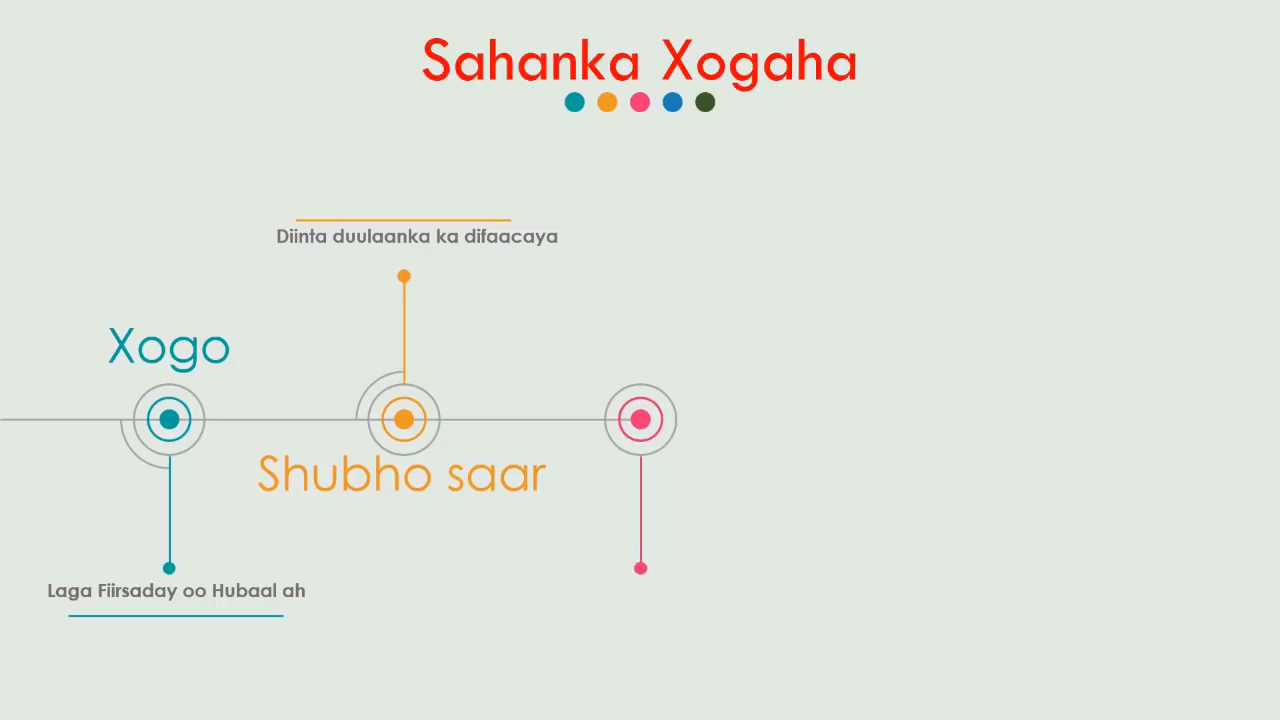 Sahanka Xogaha
Diinta duulaanka ka difaacaya
Xogo
Shubho saar
Laga Fiirsaday oo Hubaal ah